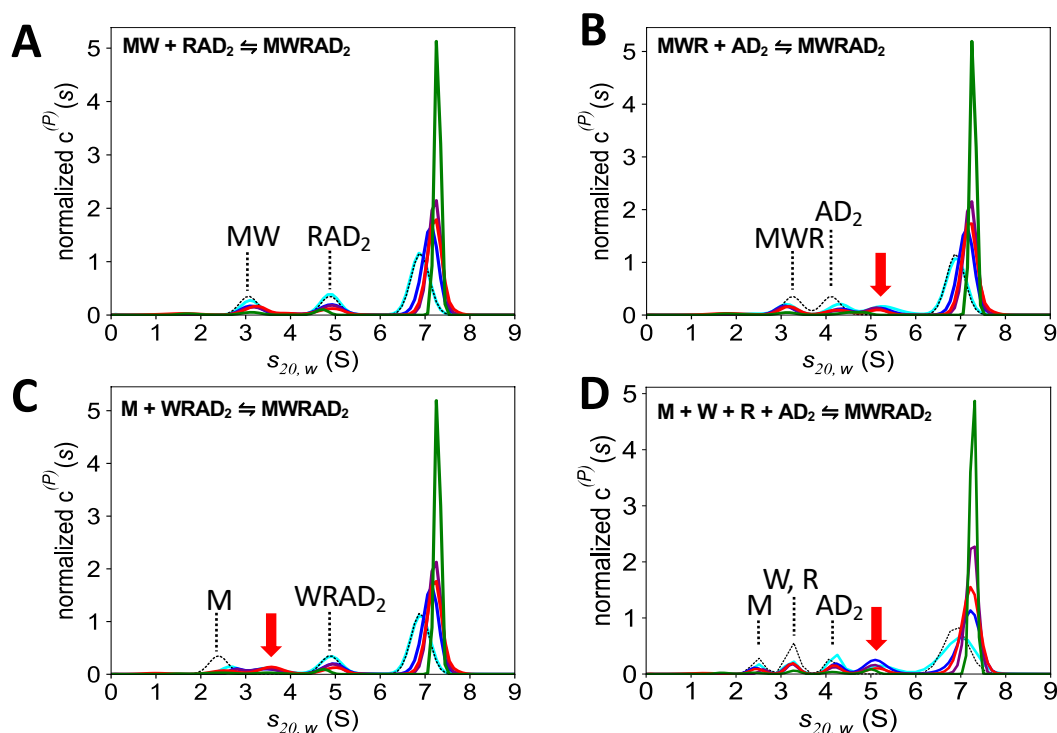 A
MW + RAD₂ ⇋ MWRAD₂
normalized c⁽ᴾ⁾(s)
5
4
3
2
1
0
MW
RAD₂
0 1 2 3 4 5 6 7 8 9
s₂₀, w (S)
B
MWR + AD₂ ⇋ MWRAD₂
normalized c⁽ᴾ⁾(s)
5
4
3
2
1
0
MWR
AD₂
0 1 2 3 4 5 6 7 8 9
s₂₀, w (S)
C
M + WRAD₂ ⇋ MWRAD₂
normalized c⁽ᴾ⁾(s)
5
4
3
2
1
0
M
WRAD₂
0 1 2 3 4 5 6 7 8 9
s₂₀, w (S)
D
M + W + R + AD₂ ⇋ MWRAD₂
normalized c⁽ᴾ⁾(s)
5
4
3
2
1
0
M
W, R
AD₂
0 1 2 3 4 5 6 7 8 9
s₂₀, w (S)